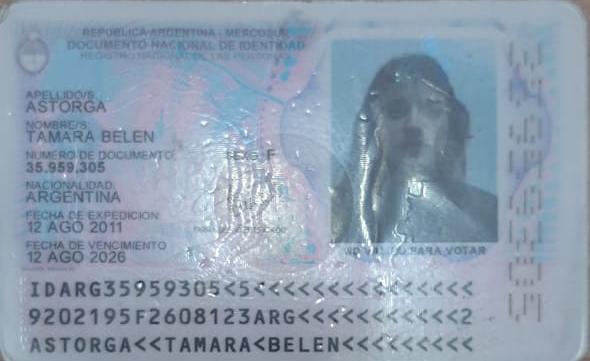 REPUBLICA ARGENTINA - MERCOSUR
DOCUMENTO NACIONAL DE IDENTIDAD
REGISTRO NACIONAL DE LAS PERSONAS
APELLIDO/S
ASTORGA
NOMBRE/S
TAMARA BELEN
NUMERO DE DOCUMENTO
SEXO F
35.959.305
NACIONALIDAD
ARGENTINA
FECHA DE EXPEDICION
12 AGO 2011
FECHA DE VENCIMIENTO
12 AGO 2026
NO VALIDO PARA VOTAR
IDARG35959305<5<<<<<<<<<<<<<<<
9202195F2608123ARG<<<<<<<<<<<2
ASTORGA<<TAMARA<BELEN<<<<<<<<<